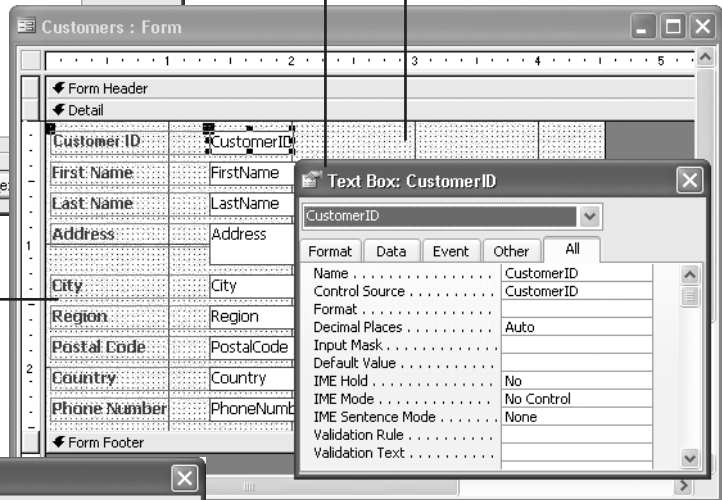 Customers : Form
1 2 3 4 5
Form Header
Detail
Customer ID CustomerID
First Name FirstName
Last Name LastName
Address Address
City City
Region Region
Postal Code PostalCode
Country Country
Phone Number PhoneNumb
Form Footer
1
2
Text Box: CustomerID
CustomerID
Format Data Event Other All
Name . . . . . . . . . . . . . . . . CustomerID
Control Source . . . . . . . . . . CustomerID
Format . . . . . . . . . . . . . . .
Decimal Places . . . . . . . . . . Auto
Input Mask . . . . . . . . . . . . .
Default Value . . . . . . . . . . .
IME Hold . . . . . . . . . . . . . . No
IME Mode . . . . . . . . . . . . . No Control
IME Sentence Mode . . . . . . . None
Validation Rule . . . . . . . . . .
Validation Text . . . . . . . . . .